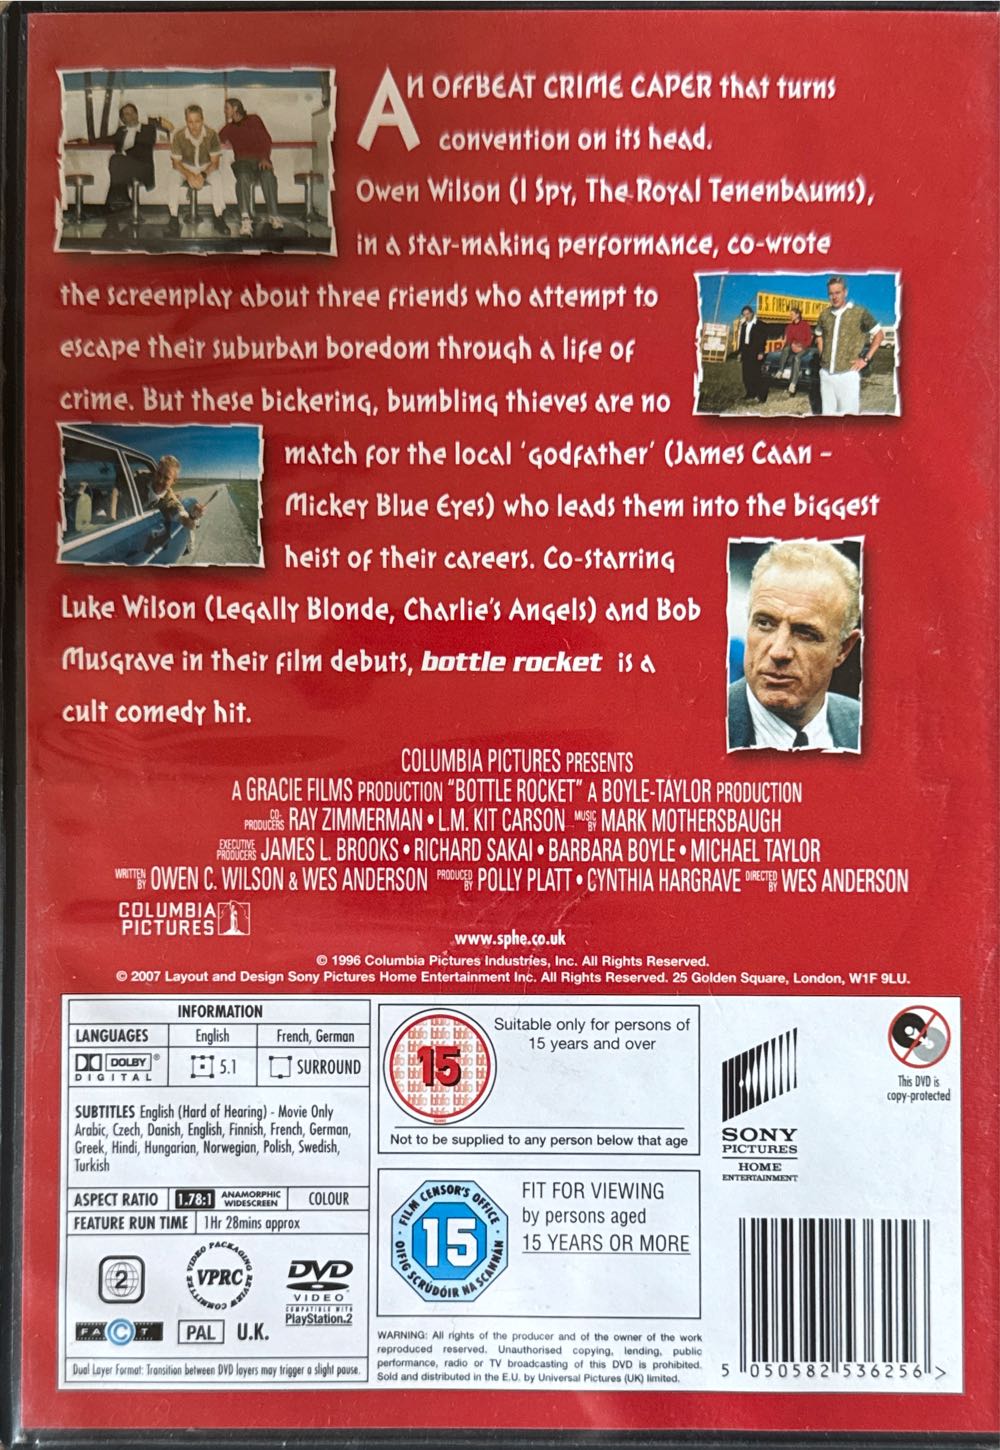 AN OFFBEAT CRIME CAPER that turns
convention on its head.
Owen Wilson (I Spy, The Royal Tenenbaums),
in a star-making performance, co-wrote
the screenplay about three friends who attempt to
escape their suburban boredom through a life of
crime. But these bickering, bumbling thieves are no
match for the local ‘godfather’ (James Caan –
Mickey Blue Eyes) who leads them into the biggest
heist of their careers. Co-starring
Luke Wilson (Legally Blonde, Charlie's Angels) and Bob
Musgrave in their film debuts, bottle rocket is a
cult comedy hit.
COLUMBIA PICTURES PRESENTS
A GRACIE FILMS PRODUCTION "BOTTLE ROCKET" A BOYLE-TAYLOR PRODUCTION
CO-PRODUCERS RAY ZIMMERMAN • L.M. KIT CARSON MUSIC BY MARK MOTHERSBAUGH
EXECUTIVE PRODUCERS JAMES L. BROOKS • RICHARD SAKAI • BARBARA BOYLE • MICHAEL TAYLOR
WRITTEN BY OWEN C. WILSON & WES ANDERSON PRODUCED BY POLLY PLATT • CYNTHIA HARGRAVE DIRECTED BY WES ANDERSON
COLUMBIA
PICTURES
www.sphe.co.uk
© 1996 Columbia Pictures Industries, Inc. All Rights Reserved.
© 2007 Layout and Design Sony Pictures Home Entertainment Inc. All Rights Reserved. 25 Golden Square, London, W1F 9LU.
INFORMATION
LANGUAGES English French, German
DOLBY® DIGITAL 5.1 SURROUND
SUBTITLES English (Hard of Hearing) - Movie Only
Arabic, Czech, Danish, English, Finnish, French, German,
Greek, Hindi, Hungarian, Norwegian, Polish, Swedish,
Turkish
ASPECT RATIO 1.78:1 ANAMORPHIC WIDESCREEN COLOUR
FEATURE RUN TIME 1Hr 28mins approx
2
VIDEO PACKAGING REVIEW COMMITTEE
VPRC
DVD
VIDEO
COMPATIBLE WITH
PlayStation.2
FACT
PAL U.K.
Dual Layer Format: Transition between DVD layers may trigger a slight pause.
15
Suitable only for persons of
15 years and over
Not to be supplied to any person below that age
FILM CENSOR'S OFFICE
15
OIFIG SCRÚDÓIR NA SCANNÁN
FIT FOR VIEWING
by persons aged
15 YEARS OR MORE
WARNING: All rights of the producer and of the owner of the work
reproduced reserved. Unauthorised copying, lending, public
performance, radio or TV broadcasting of this DVD is prohibited.
Sold and distributed in the E.U. by Universal Pictures (UK) limited.
SONY
PICTURES
HOME
ENTERTAINMENT
This DVD is
copy-protected
5 050582 536256 >